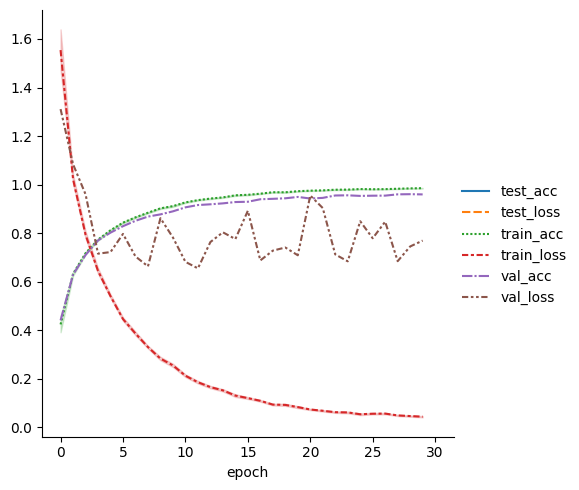 1.6
1.4
1.2
1.0
0.8
0.6
0.4
0.2
0.0
0 5 10 15 20 25 30
epoch
test_acc
test_loss
train_acc
train_loss
val_acc
val_loss